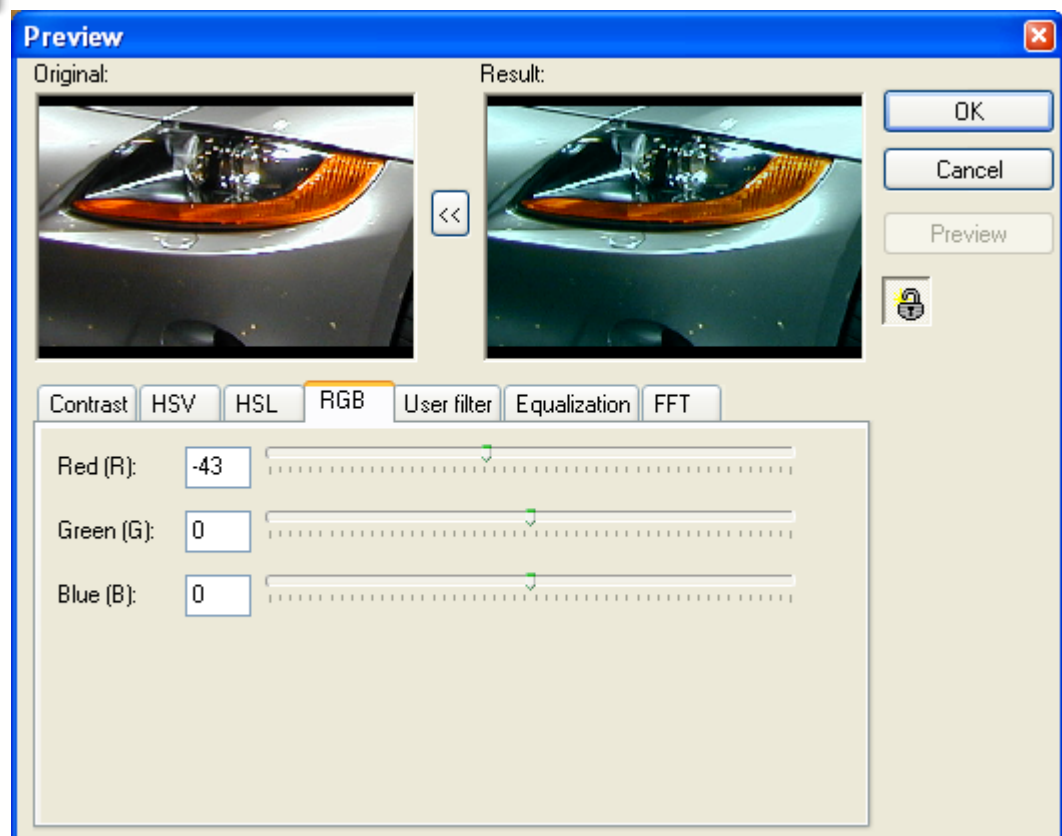 Preview
Original:
Result:
OK
Cancel
<<
Preview
Contrast HSV HSL RGB User filter Equalization FFT
Red (R): -43
Green (G): 0
Blue (B): 0